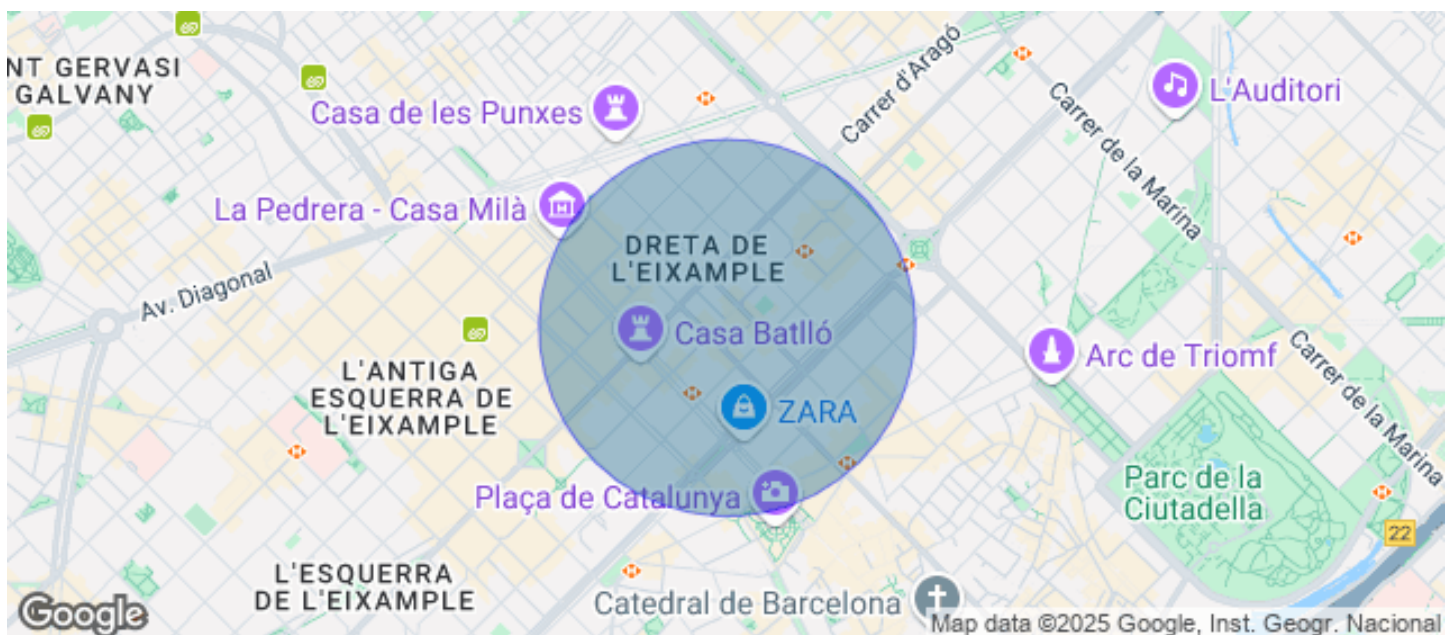 NT GERVASI
GALVANY
Casa de les Punxes
Carrer d'Aragó
L'Auditori
Carrer de la Marina
La Pedrera - Casa Milà
DRETA DE
L'EIXAMPLE
Av. Diagonal
Casa Batlló
Arc de Triomf
Carrer de la Marina
L'ANTIGA
ESQUERRA DE
L'EIXAMPLE
ZARA
Plaça de Catalunya
Parc de la
Ciutadella
22
L'ESQUERRA
DE L'EIXAMPLE
Catedral de Barcelona
Google
Map data ©2025 Google, Inst. Geogr. Nacional